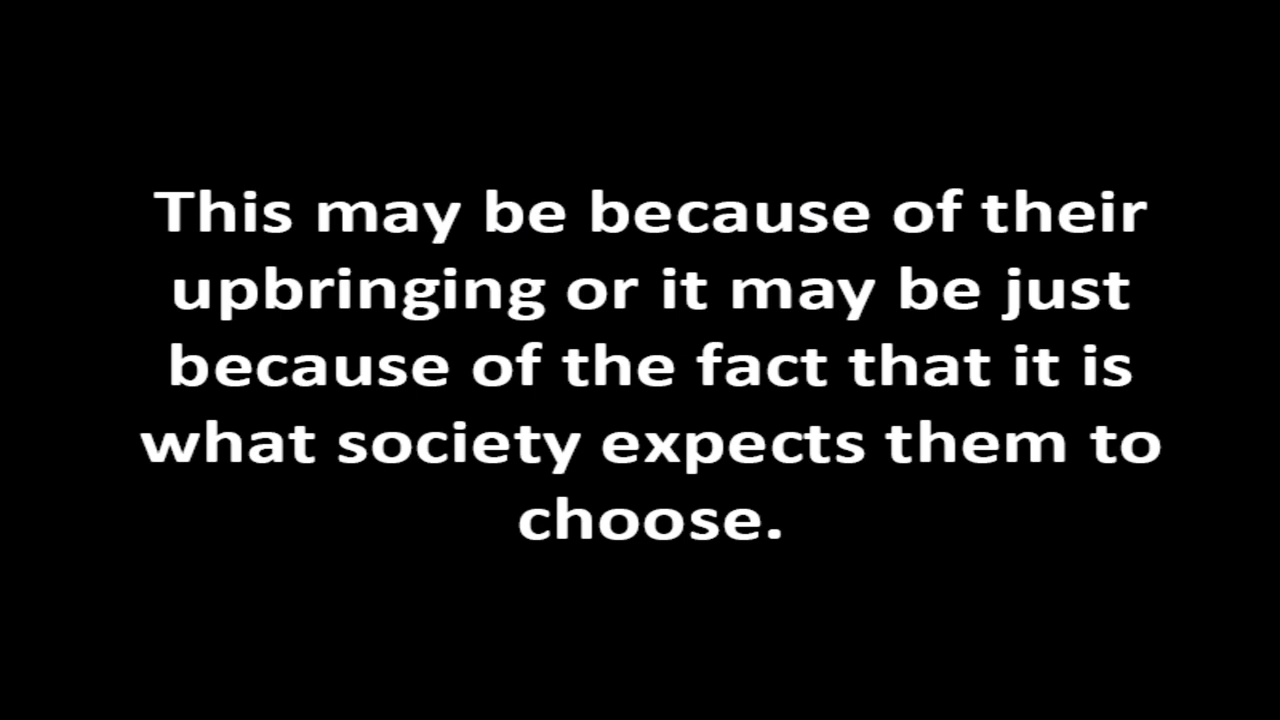 This may be because of their
upbringing or it may be just
because of the fact that it is
what society expects them to
choose.